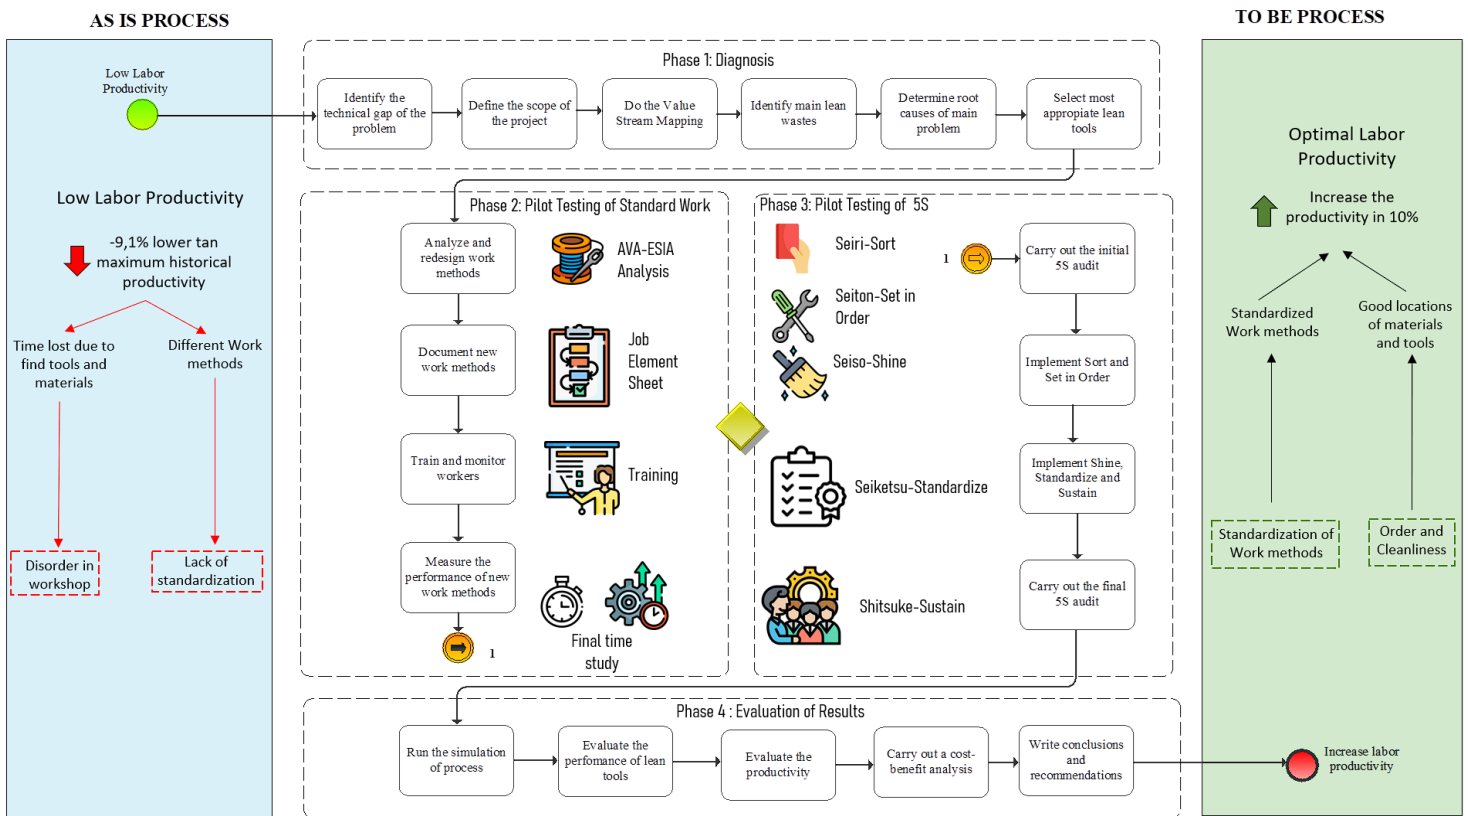 AS IS PROCESS
TO BE PROCESS
Low Labor
Productivity
Low Labor Productivity
-9,1% lower tan
maximum historical
productivity
Time lost due to
find tools and
materials
Different Work
methods
Disorder in
workshop
Lack of
standardization
Phase 1: Diagnosis
Identify the
technical gap of the
problem
Define the scope of
the project
Do the Value
Stream Mapping
Identify main lean
wastes
Determine root
causes of main
problem
Select most
appropiate lean
tools
Phase 2: Pilot Testing of Standard Work
Analyze and
redesign work
methods
AVA-ESIA
Analysis
Document new
work methods
Job
Element
Sheet
Train and monitor
workers
Training
Measure the
performance of new
work methods
1
Final time
study
Phase 3: Pilot Testing of 5S
Seiri-Sort
Seiton-Set in
Order
Seiso-Shine
Seiketsu-Standardize
Shitsuke-Sustain
1
Carry out the initial
5S audit
Implement Sort and
Set in Order
Implement Shine,
Standardize and
Sustain
Carry out the final
5S audit
Phase 4 : Evaluation of Results
Run the simulation
of process
Evaluate the
perfomance of lean
tools
Evaluate the
productivity
Carry out a cost-
benefit analysis
Write conclusions
and
recommendations
Optimal Labor
Productivity
Increase the
productivity in 10%
Standardized
Work methods
Good locations
of materials
and tools
Standardization of
Work methods
Order and
Cleanliness
Increase labor
productivity